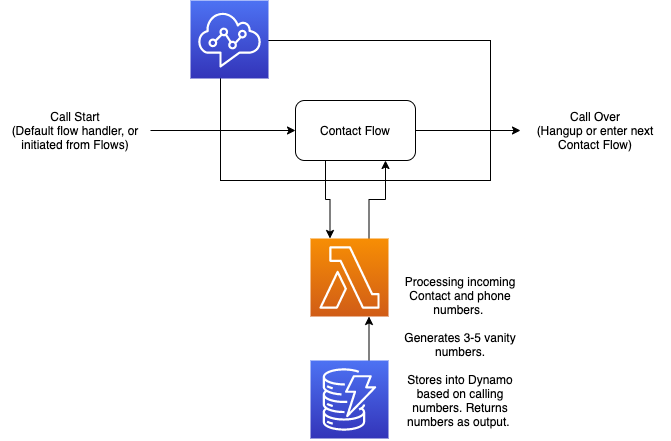 Call Start
(Default flow handler, or
initiated from Flows)
Contact Flow
Call Over
(Hangup or enter next
Contact Flow)
Processing incoming
Contact and phone
numbers.
Generates 3-5 vanity
numbers.
Stores into Dynamo
based on calling
numbers. Returns
numbers as output.